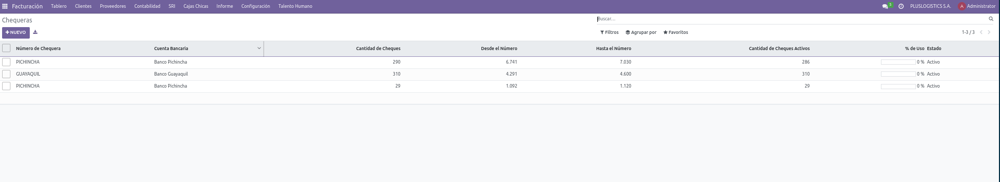 Facturación Tablero Clientes Proveedores Contabilidad SRI Cajas Chicas Informe Configuración Talento Humano 5 PLUSLOGISTICS S.A. A Administrator
Chequeras Buscar...
+ NUEVO Filtros Agrupar por Favoritos 1-3 / 3
Número de Chequera Cuenta Bancaria Cantidad de Cheques Desde el Número Hasta el Número Cantidad de Cheques Activos % de Uso Estado
PICHINCHA Banco Pichincha 290 6.741 7.030 286 0 % Activo
GUAYAQUIL Banco Guayaquil 310 4.291 4.600 310 0 % Activo
PICHINCHA Banco Pichincha 29 1.092 1.120 29 0 % Activo